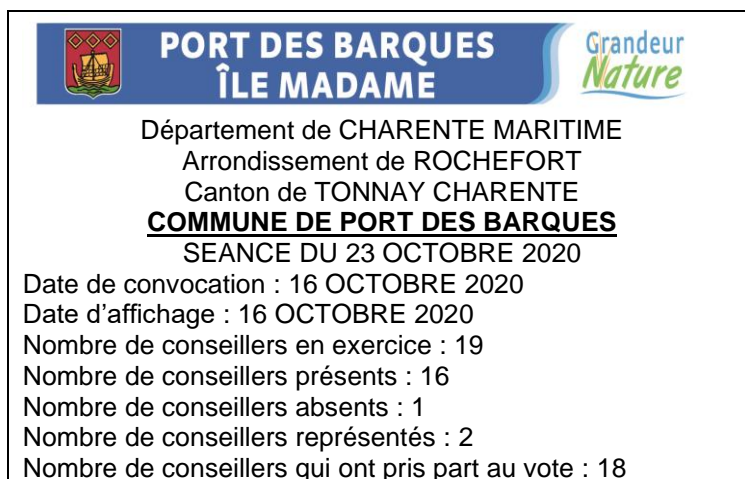 PORT DES BARQUES
ÎLE MADAME
Grandeur
Nature
Département de CHARENTE MARITIME
Arrondissement de ROCHEFORT
Canton de TONNAY CHARENTE
COMMUNE DE PORT DES BARQUES
SEANCE DU 23 OCTOBRE 2020
Date de convocation : 16 OCTOBRE 2020
Date d’affichage : 16 OCTOBRE 2020
Nombre de conseillers en exercice : 19
Nombre de conseillers présents : 16
Nombre de conseillers absents : 1
Nombre de conseillers représentés : 2
Nombre de conseillers qui ont pris part au vote : 18